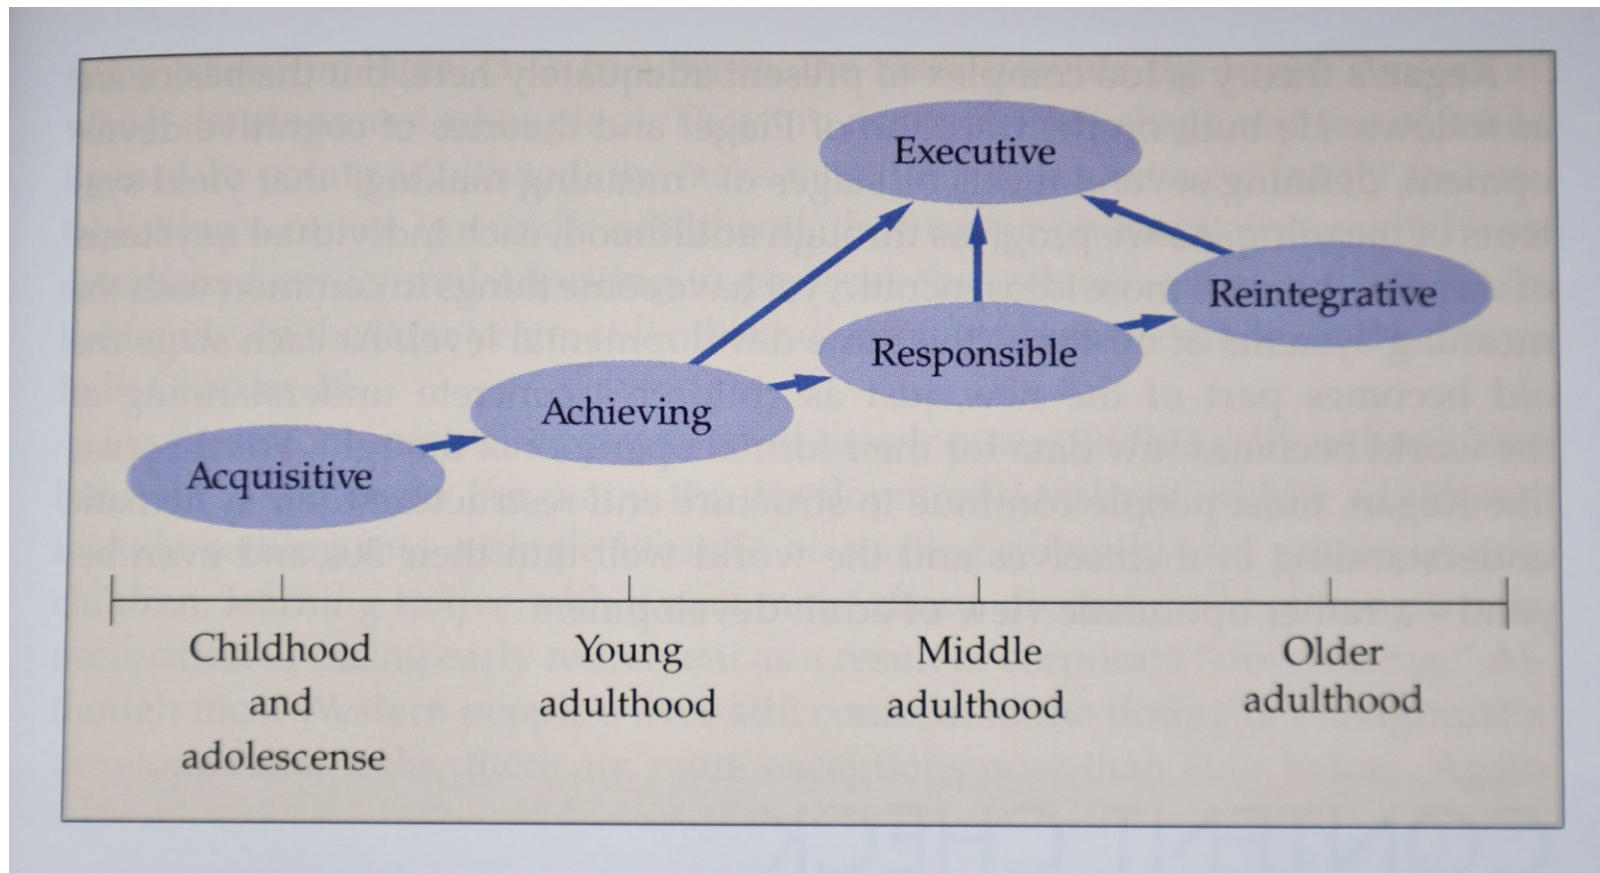 Executive
Reintegrative
Responsible
Achieving
Acquisitive
Childhood
and
adolescense
Young
adulthood
Middle
adulthood
Older
adulthood